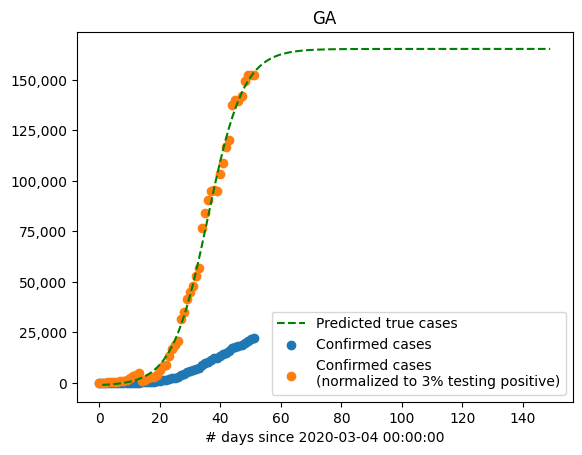 GA
150,000
125,000
100,000
75,000
50,000
25,000
0
Predicted true cases
Confirmed cases
Confirmed cases
(normalized to 3% testing positive)
0 20 40 60 80 100 120 140
# days since 2020-03-04 00:00:00